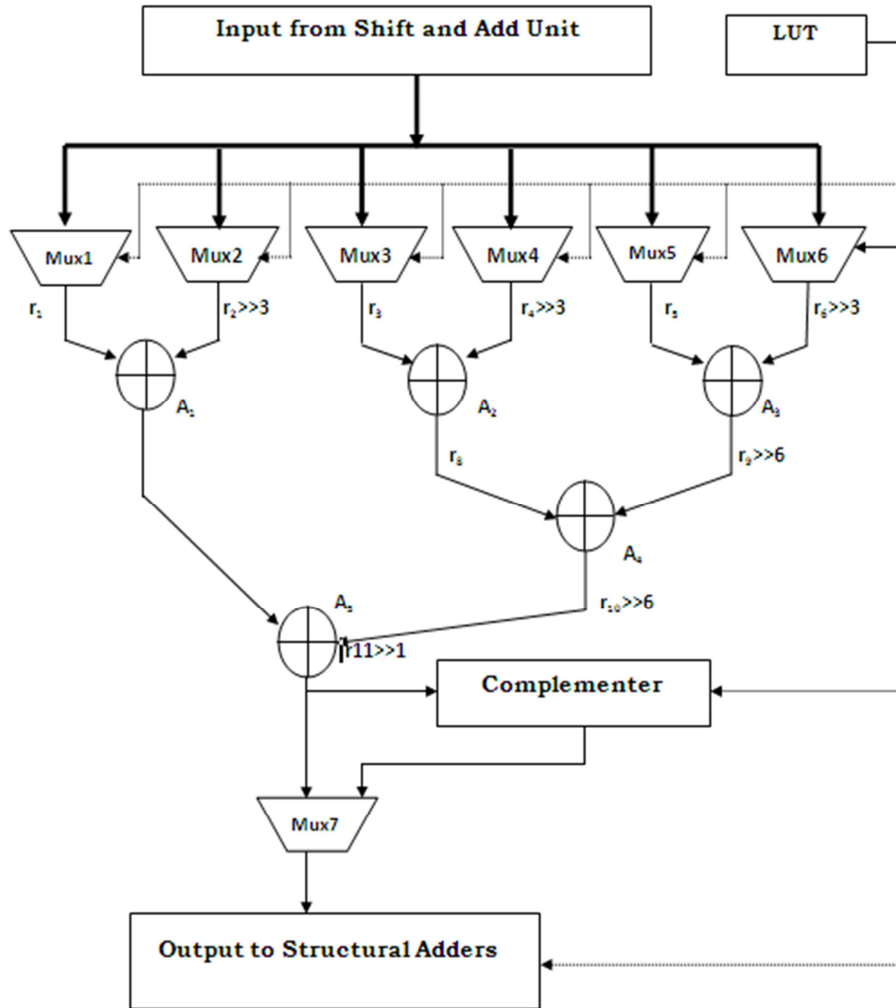 Input from Shift and Add Unit
LUT
Mux1
Mux2
Mux3
Mux4
Mux5
Mux6
r₁
r₂>>3
r₃
r₄>>3
r₅
r₆>>3
A₁
A₂
A₃
r₈
r₉>>6
A₄
A₅
r₁₀>>6
r11>>1
Complementer
Mux7
Output to Structural Adders